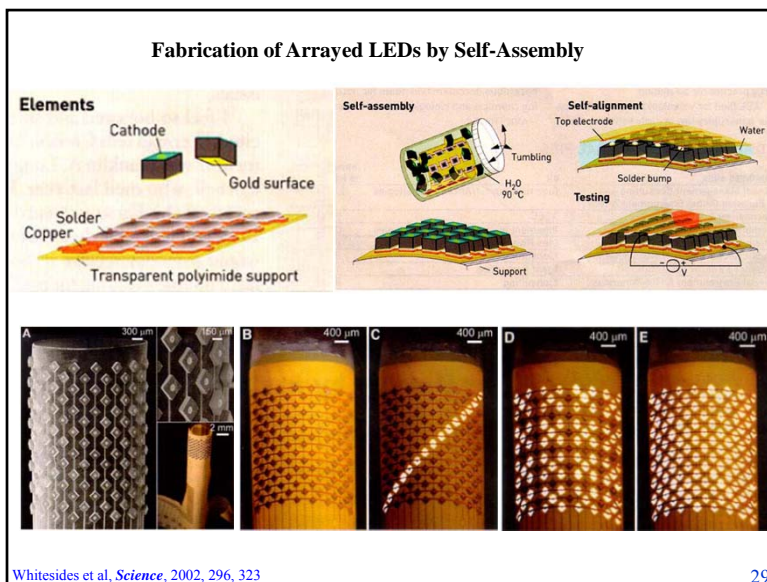 Fabrication of Arrayed LEDs by Self-Assembly
Elements
Cathode
Gold surface
Solder
Copper
Transparent polyimide support
Self-assembly
Tumbling
H₂O
90 °C
Support
Self-alignment
Top electrode
Water
Solder bump
Testing
- +
V
A
300 µm
2 mm
B
400 µm
C
400 µm
D
400 µm
E
400 µm
Whitesides et al, Science, 2002, 296, 323
29